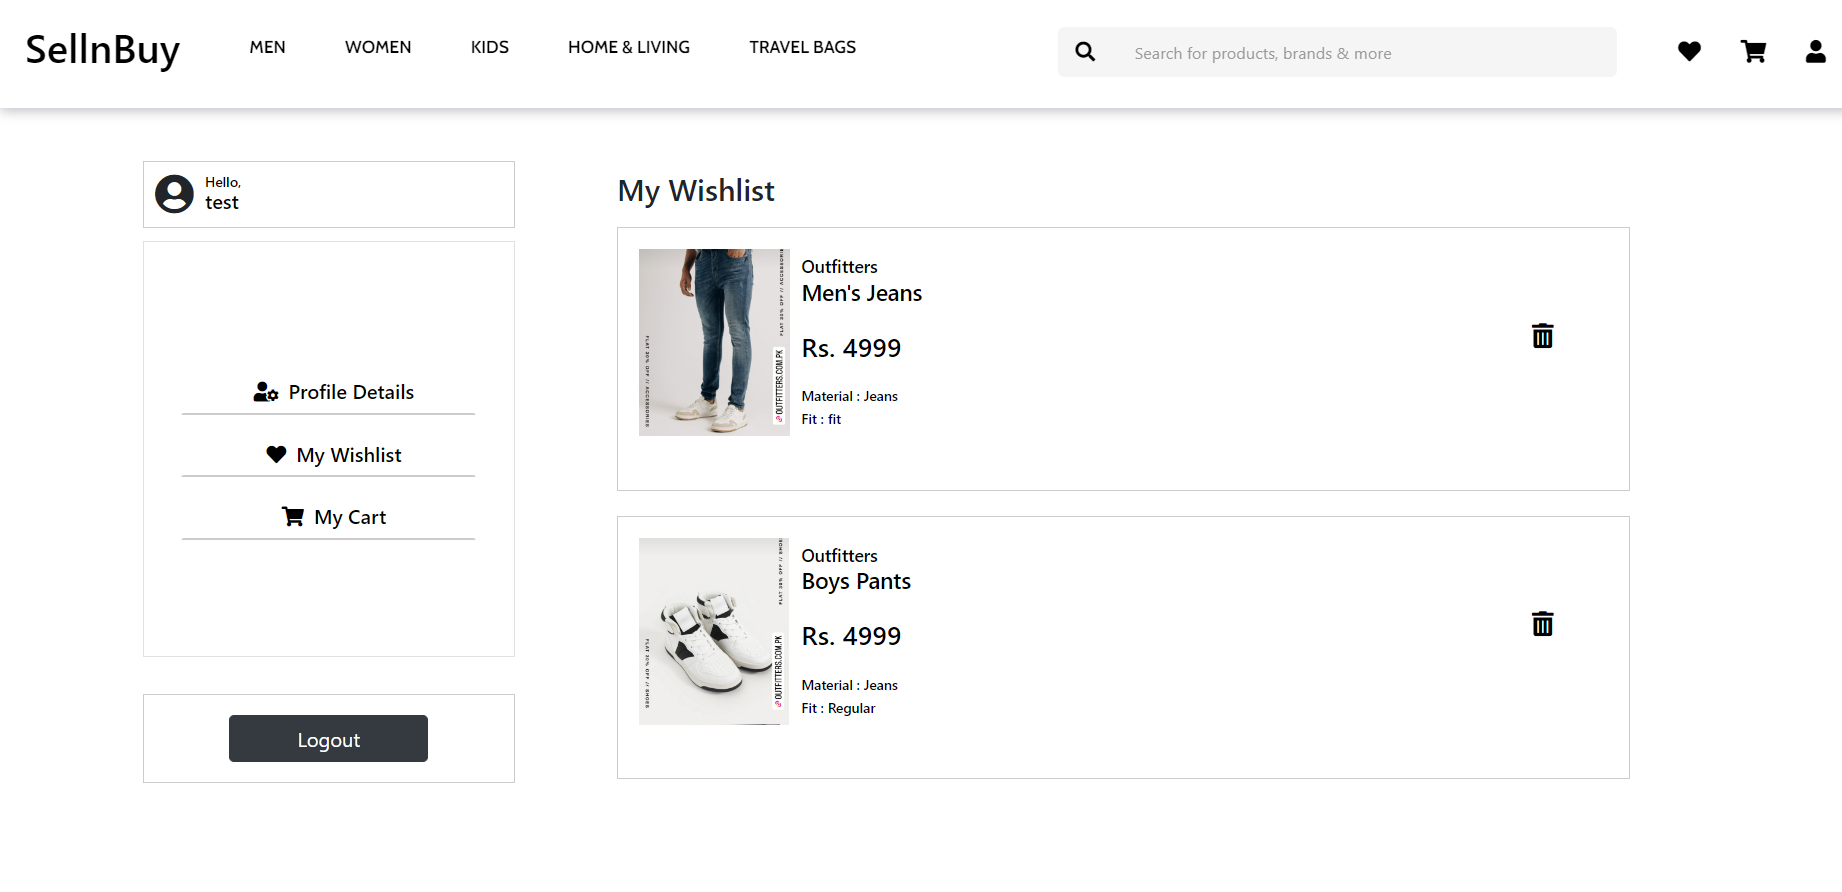 SellnBuy
MEN
WOMEN
KIDS
HOME & LIVING
TRAVEL BAGS
Search for products, brands & more
Hello,
test
Profile Details
My Wishlist
My Cart
Logout
My Wishlist
FLAT 20% OFF // ACCESSORIES
OUTFITTERS.COM.PK
Outfitters
Men's Jeans
Rs. 4999
Material : Jeans
Fit : fit
FLAT 20% OFF // SHOES
OUTFITTERS.COM.PK
Outfitters
Boys Pants
Rs. 4999
Material : Jeans
Fit : Regular